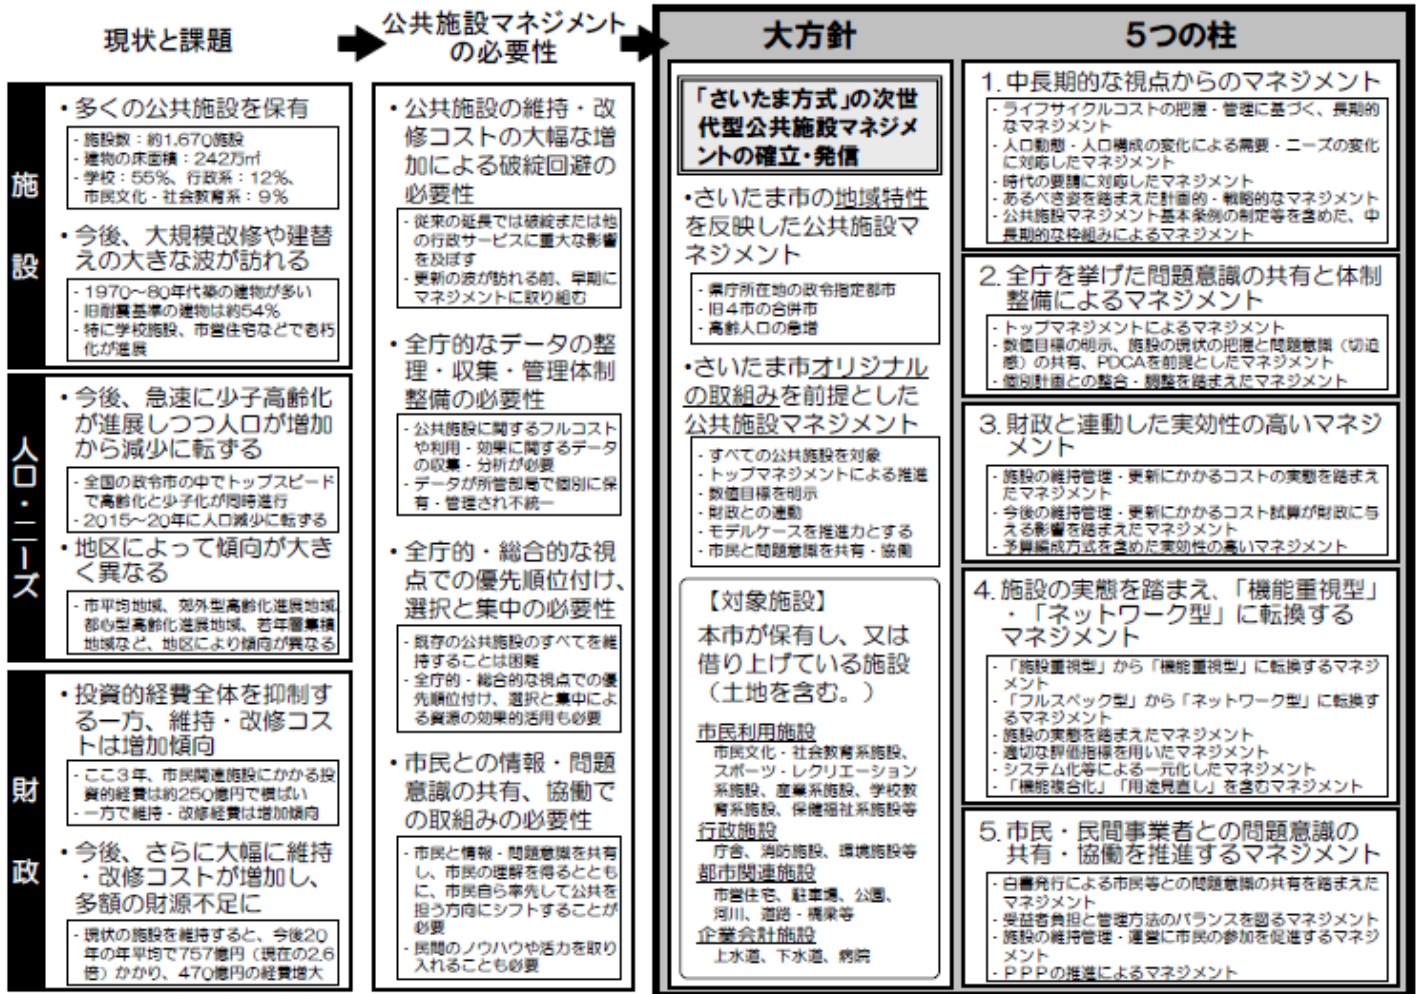 現状と課題
公共施設マネジメント
の必要性
大方針
5つの柱
施設
・多くの公共施設を保有
- 施設数：約1,670施設
- 建物の床面積：242万㎡
- 学校：55%、行政系：12%、
市民文化・社会教育系：9%
・今後、大規模改修や建替
えの大きな波が訪れる
- 1970～80年代築の建物が多い
- 旧耐震基準の建物は約54%
- 特に学校施設、市営住宅などで老朽
化が進展
人口・ニーズ
・今後、急速に少子高齢化
が進展しつつ人口が増加
から減少に転ずる
- 全国の政令市の中でトップスピード
で高齢化と少子化が同時進行
- 2015～20年に人口減少に転ずる
・地区によって傾向が大き
く異なる
- 市平均地域、郊外型高齢化進展地域、
都心型高齢化進展地域、若年層集積
地域など、地区により傾向が異なる
財政
・投資的経費全体を抑制す
る一方、維持・改修コス
トは増加傾向
- ここ3年、市民関連施設にかかる投
資的経費は約250億円で横ばい
- 一方で維持・改修経費は増加傾向
・今後、さらに大幅に維持
・改修コストが増加し、
多額の財源不足に
- 現状の施設を維持すると、今後20
年の年平均で757億円（現在の2.6
倍）かかり、470億円の経費増大
・公共施設の維持・改
修コストの大幅な増
加による破綻回避の
必要性
- 従来の延長では破綻または他
の行政サービスに重大な影響
を及ぼす
- 更新の波が訪れる前、早期に
マネジメントに取り組む
・全庁的なデータの整
理・収集・管理体制
整備の必要性
- 公共施設に関するフルコスト
や利用・効果に関するデータ
の収集・分析が必要
- データが所管部局で個別に保
有・管理され不統一
・全庁的・総合的な視
点での優先順位付け、
選択と集中の必要性
- 既存の公共施設のすべてを維
持することは困難
- 全庁的・総合的な視点での優
先順位付け、選択と集中によ
る資源の効果的活用も必要
・市民との情報・問題
意識の共有、協働で
の取組みの必要性
- 市民と情報・問題意識を共有
し、市民の理解を得るととも
に、市民自ら率先して公共を
担う方向にシフトすることが
必要
- 民間のノウハウや活力を取り
入れることも必要
「さいたま方式」の次世
代型公共施設マネジメ
ントの確立・発信
・さいたま市の地域特性
を反映した公共施設マ
ネジメント
- 県庁所在地の政令指定都市
- 旧4市の合併市
- 高齢人口の急増
・さいたま市オリジナル
の取組みを前提とした
公共施設マネジメント
- すべての公共施設を対象
- トップマネジメントによる推進
- 数値目標を明示
- 財政との連動
- モデルケースを推進力とする
- 市民と問題意識を共有・協働
【対象施設】
本市が保有し、又は
借り上げている施設
（土地を含む。）
市民利用施設
市民文化・社会教育系施設、
スポーツ・レクリエーション
系施設、産業系施設、学校教
育系施設、保健福祉系施設等
行政施設
庁舎、消防施設、環境施設等
都市関連施設
市営住宅、駐車場、公園、
河川、道路・橋梁等
企業会計施設
上水道、下水道、病院
1. 中長期的な視点からのマネジメント
- ライフサイクルコストの把握・管理に基づく、長期的
なマネジメント
- 人口動態・人口構成の変化による需要・ニーズの変化
に対応したマネジメント
- 時代の要請に対応したマネジメント
- あるべき姿を踏まえた計画的・戦略的なマネジメント
- 公共施設マネジメント基本条例の制定等を含めた、中
長期的な枠組みによるマネジメント
2. 全庁を挙げた問題意識の共有と体制
整備によるマネジメント
- トップマネジメントによるマネジメント
- 数値目標の明示、施設の現状の把握と問題意識（切迫
感）の共有、PDCAを前提としたマネジメント
- 個別計画との整合・調整を踏まえたマネジメント
3. 財政と連動した実効性の高いマネジ
メント
- 施設の維持管理・更新にかかるコストの実態を踏まえ
たマネジメント
- 今後の維持管理・更新にかかるコスト試算が財政に与
える影響を踏まえたマネジメント
- 予算編成方式を含めた実効性の高いマネジメント
4. 施設の実態を踏まえ、「機能重視型」
・「ネットワーク型」に転換する
マネジメント
- 「施設重視型」から「機能重視型」に転換するマネジ
メント
- 「フルスペック型」から「ネットワーク型」に転換す
るマネジメント
- 施設の実態を踏まえたマネジメント
- 適切な評価指標を用いたマネジメント
- システム化等による一元化したマネジメント
- 「機能複合化」「用途見直し」を含むマネジメント
5. 市民・民間事業者との問題意識の
共有・協働を推進するマネジメント
- 白書発行による市民等との問題意識の共有を踏まえた
マネジメント
- 受益者負担と管理方法のバランスを図るマネジメント
- 施設の維持管理・運営に市民の参加を促進するマネジ
メント
- PPPの推進によるマネジメント